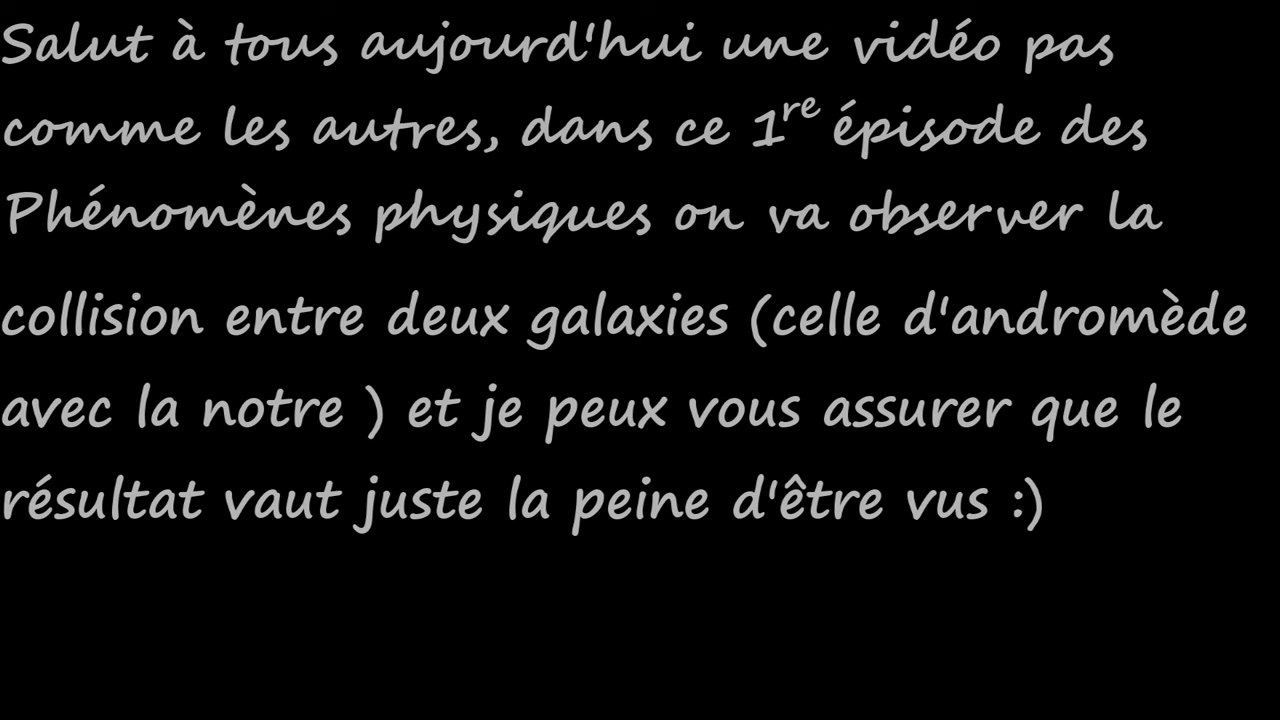 Salut à tous aujourd'hui une vidéo pas
comme les autres, dans ce 1re épisode des
Phénomènes physiques on va observer la
collision entre deux galaxies (celle d'andromède
avec la notre ) et je peux vous assurer que le
résultat vaut juste la peine d'être vus :)